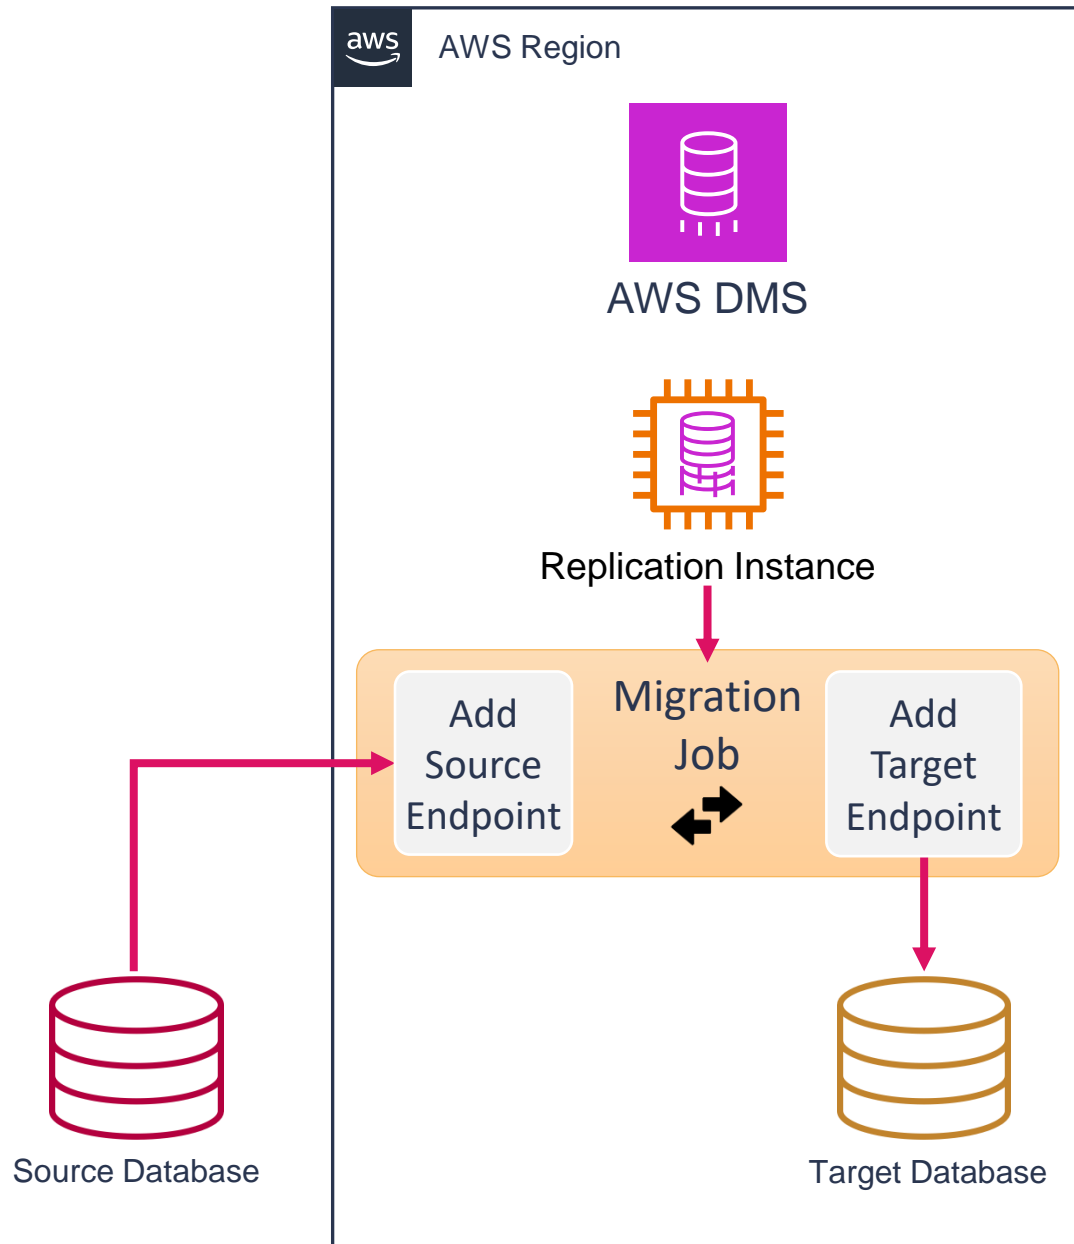 aws
AWS Region
AWS DMS
Replication Instance
Add
Source
Endpoint
Migration
Job
Add
Target
Endpoint
Source Database
Target Database